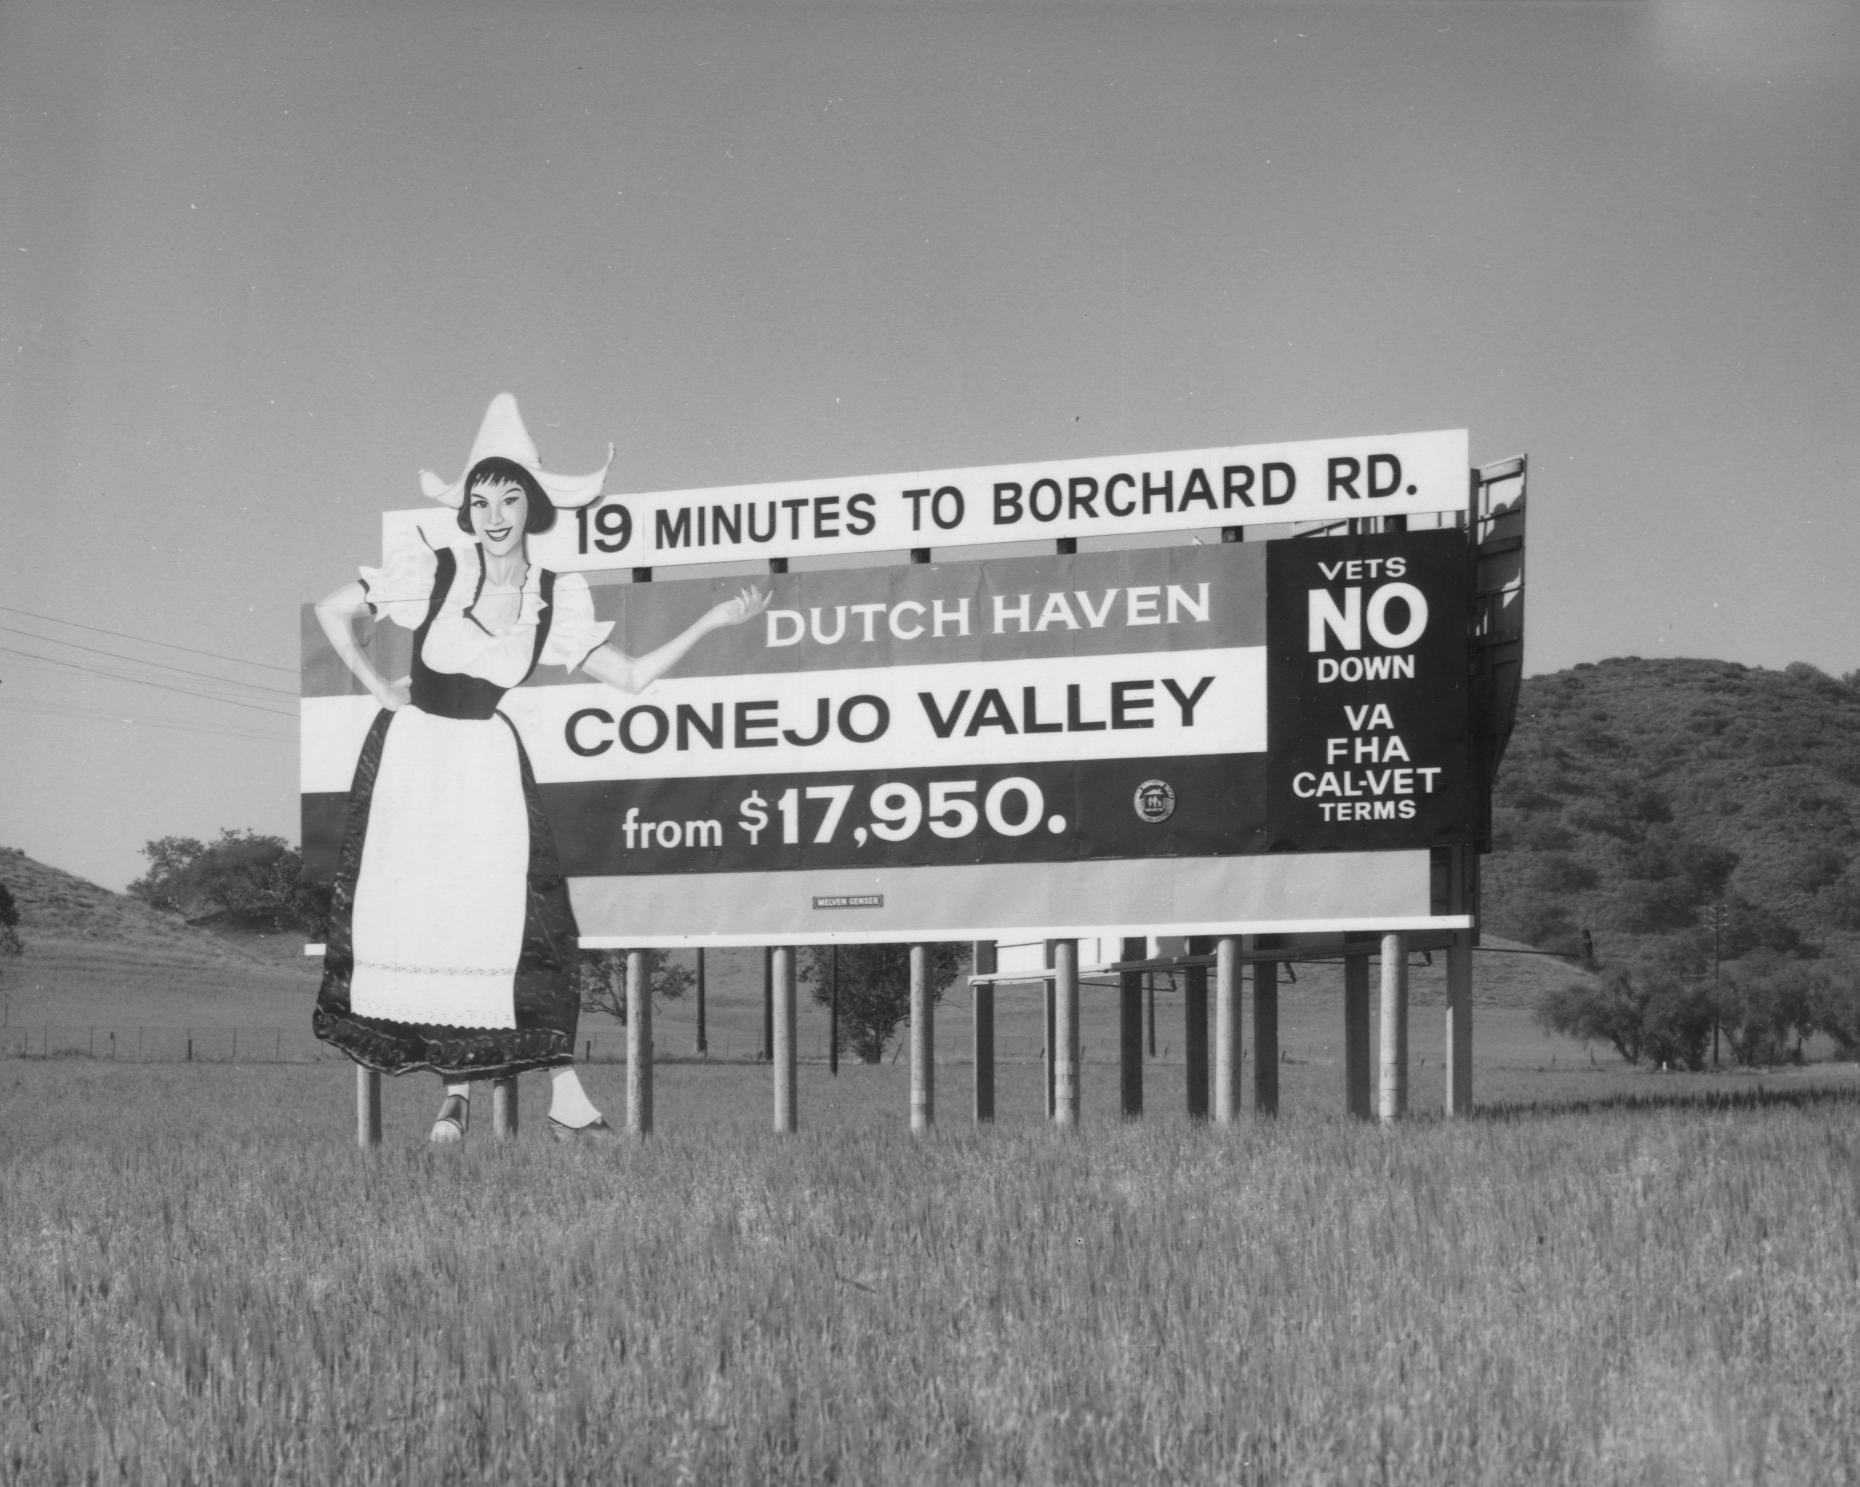 19 MINUTES TO BORCHARD RD.
DUTCH HAVEN
CONEJO VALLEY
from $17,950.
VETS
NO
DOWN
VA
FHA
CAL-VET
TERMS
MELVEN GENSER